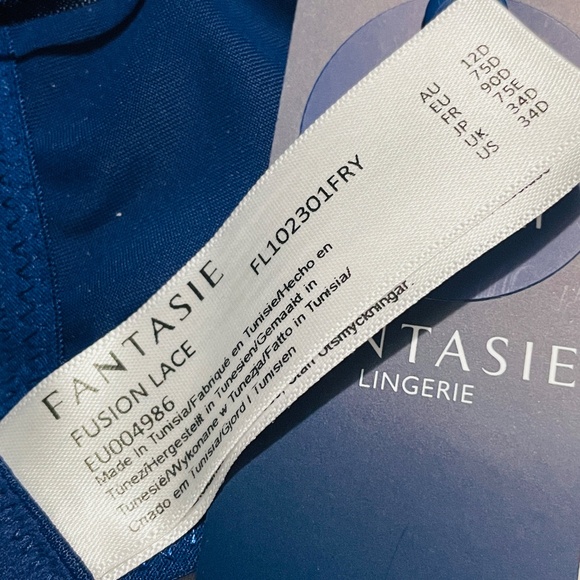 FANTASIE
FUSION LACE
EU004986
FL102301FRY
Made in Tunisia/Fabriqué en Tunisie/Hecho en
Túnez/Hergestellt in Tunesien/Gemaakt in
Tunesië/Wykonane w Tunezja/Fatto in Tunisia/
Criado em Tunísia/Gjord I Tunisien
Utsmyckningar.
AU 12D
EU 75D
FR 90D
JP 75E
UK 34D
US 34D
NTASIE
LINGERIE